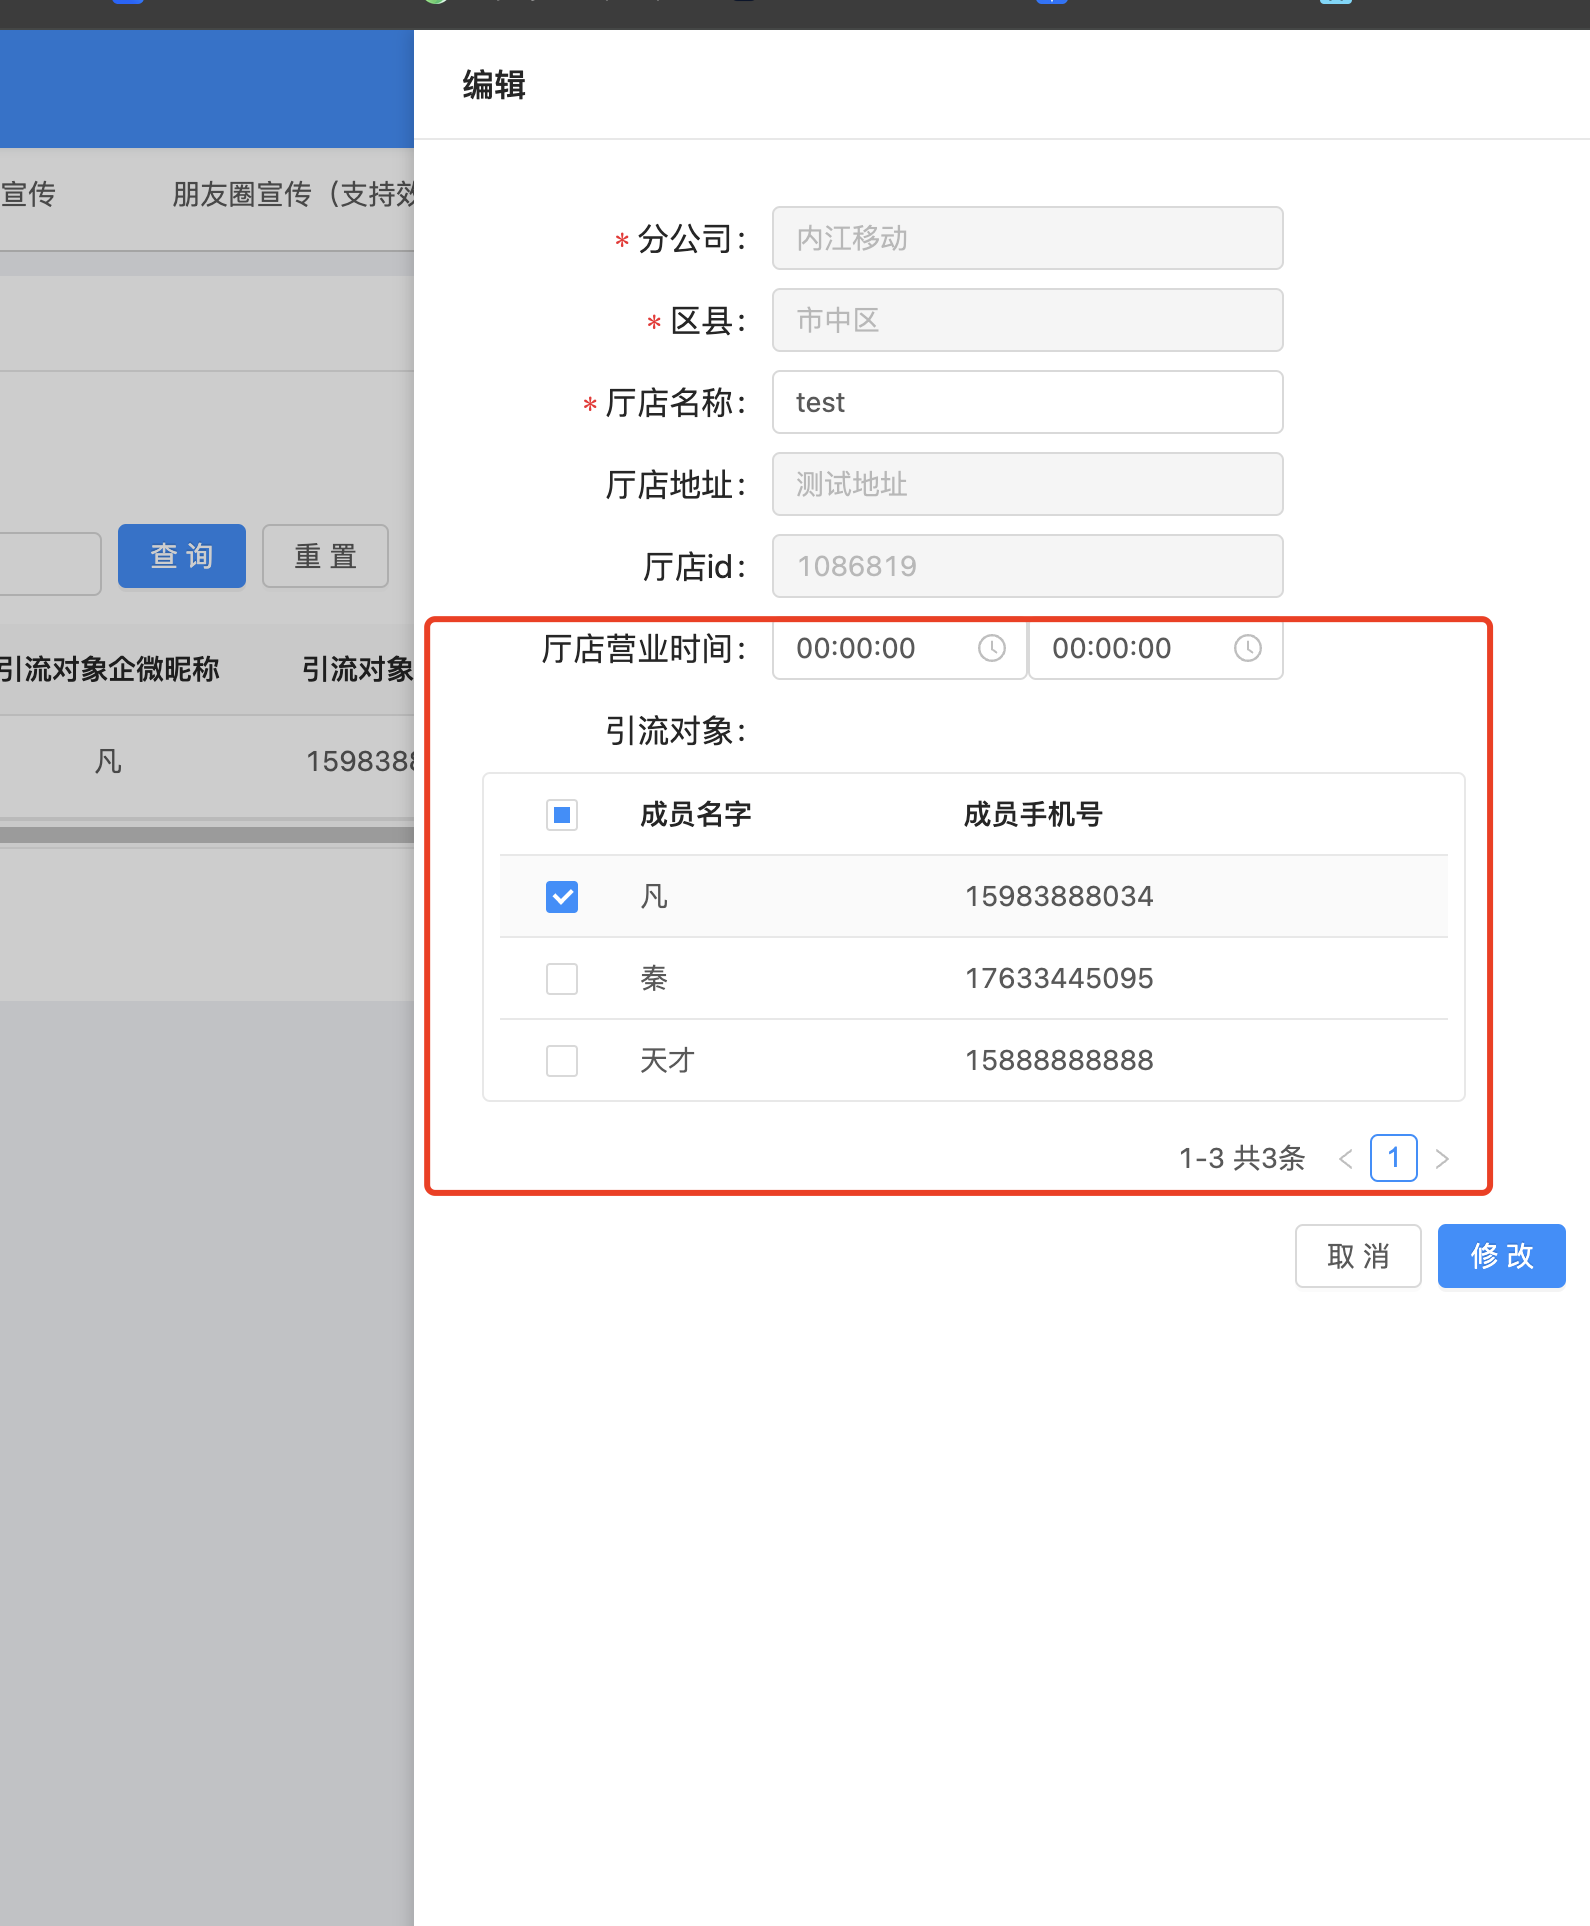 编辑
宣传
朋友圈宣传（支持效
* 分公司：
内江移动
* 区县：
市中区
* 厅店名称：
test
厅店地址：
测试地址
查 询
重 置
厅店id：
1086819
厅店营业时间：
00:00:00
00:00:00
引流对象企微昵称
引流对象
引流对象：
凡
1598388
成员名字
成员手机号
凡
15983888034
秦
17633445095
天才
15888888888
1-3 共3条
<
1
>
取 消
修 改